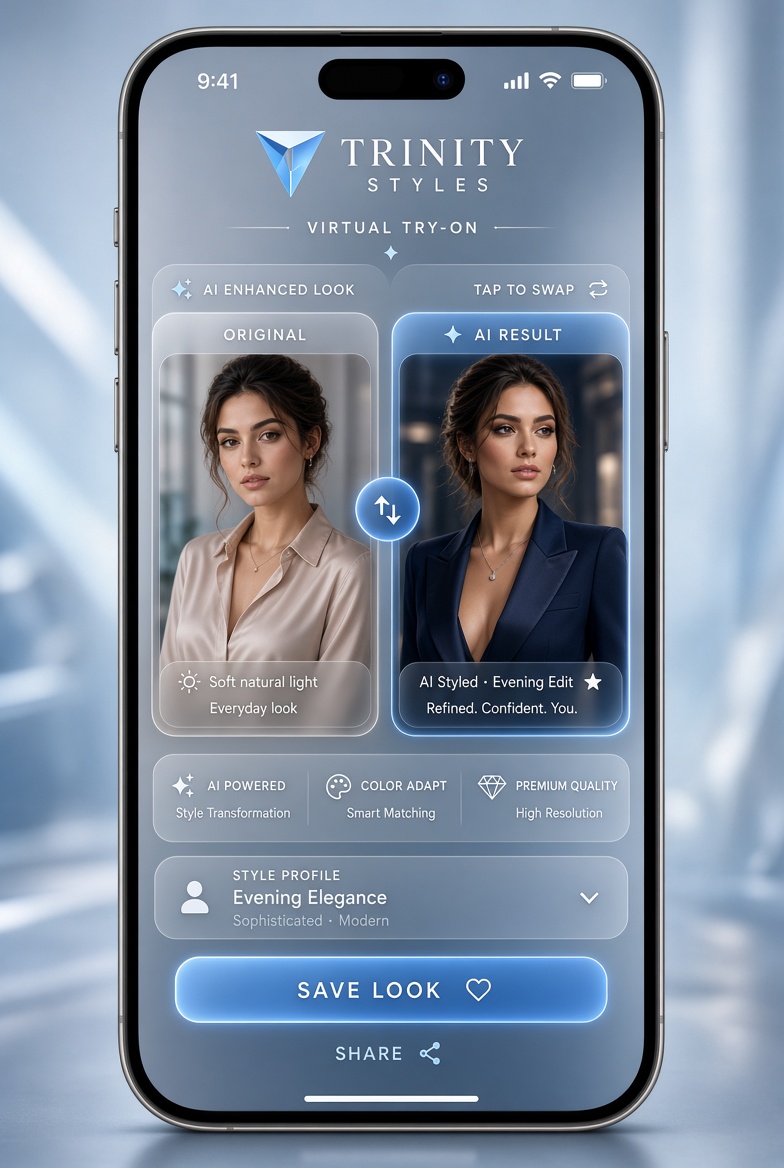 9:41
TRINITY
STYLES
VIRTUAL TRY-ON
AI ENHANCED LOOK
TAP TO SWAP
ORIGINAL
AI RESULT
Soft natural light
Everyday look
AI Styled · Evening Edit
Refined. Confident. You.
AI POWERED
Style Transformation
COLOR ADAPT
Smart Matching
PREMIUM QUALITY
High Resolution
STYLE PROFILE
Evening Elegance
Sophisticated · Modern
SAVE LOOK
SHARE